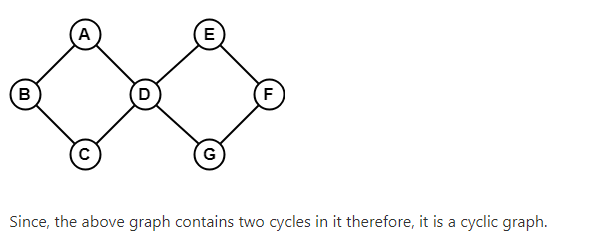 A E
B D F
C G
Since, the above graph contains two cycles in it therefore, it is a cyclic graph.